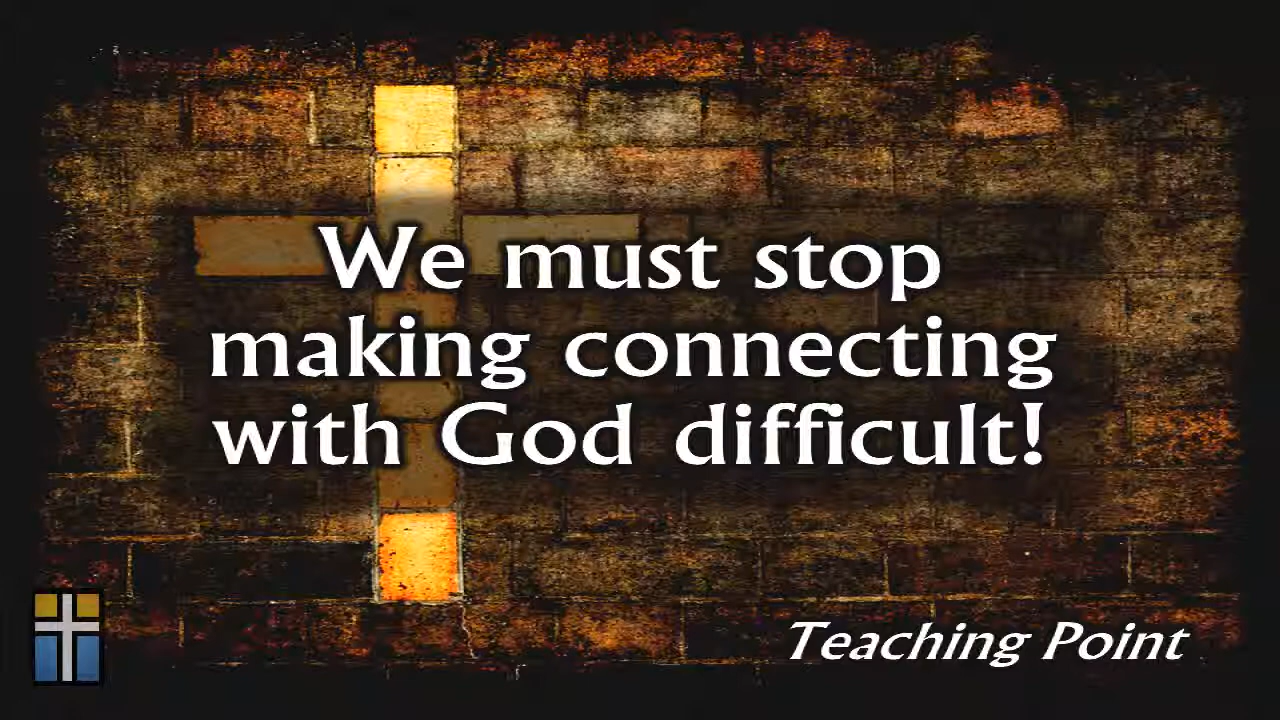 We must stop
making connecting
with God difficult!
Teaching Point